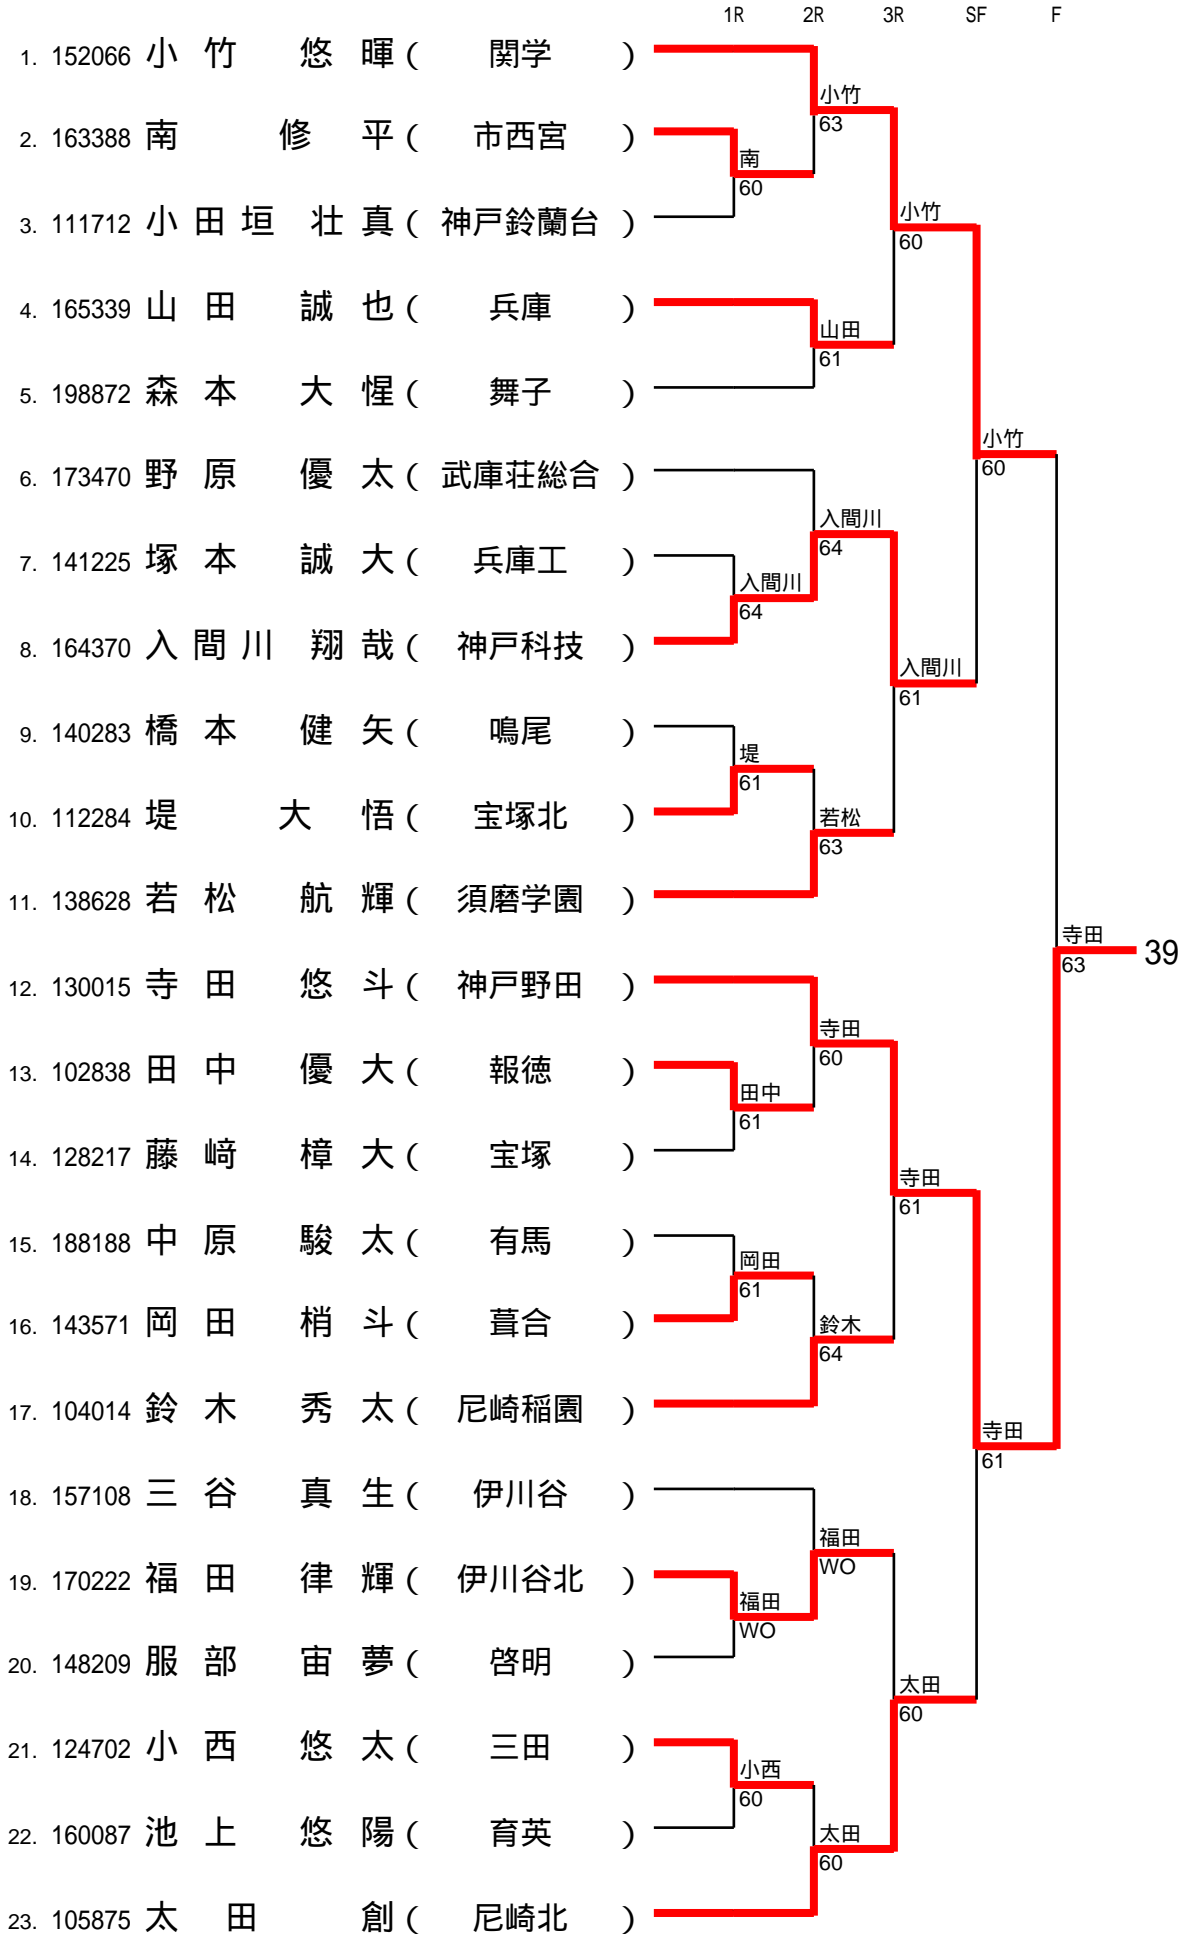 1R 2R 3R SF F
1. 152066 小竹 悠暉 ( 関学 )
小竹
63
2. 163388 南 修平 ( 市西宮 )
南
60
3. 111712 小田垣 壮真 ( 神戸鈴蘭台 )
小竹
60
4. 165339 山田 誠也 ( 兵庫 )
山田
61
5. 198872 森本 大惺 ( 舞子 )
小竹
60
6. 173470 野原 優太 ( 武庫荘総合 )
入間川
64
7. 141225 塚本 誠大 ( 兵庫工 )
入間川
64
8. 164370 入間川 翔哉 ( 神戸科技 )
入間川
61
9. 140283 橋本 健矢 ( 鳴尾 )
堤
61
10. 112284 堤 大悟 ( 宝塚北 )
若松
63
11. 138628 若松 航輝 ( 須磨学園 )
寺田
63
39
12. 130015 寺田 悠斗 ( 神戸野田 )
寺田
60
13. 102838 田中 優大 ( 報徳 )
田中
61
14. 128217 藤﨑 樟大 ( 宝塚 )
寺田
61
15. 188188 中原 駿太 ( 有馬 )
岡田
61
16. 143571 岡田 梢斗 ( 葺合 )
鈴木
64
17. 104014 鈴木 秀太 ( 尼崎稲園 )
寺田
61
18. 157108 三谷 真生 ( 伊川谷 )
福田
WO
19. 170222 福田 律輝 ( 伊川谷北 )
福田
WO
20. 148209 服部 宙夢 ( 啓明 )
太田
60
21. 124702 小西 悠太 ( 三田 )
小西
60
22. 160087 池上 悠陽 ( 育英 )
太田
60
23. 105875 太田 創 ( 尼崎北 )